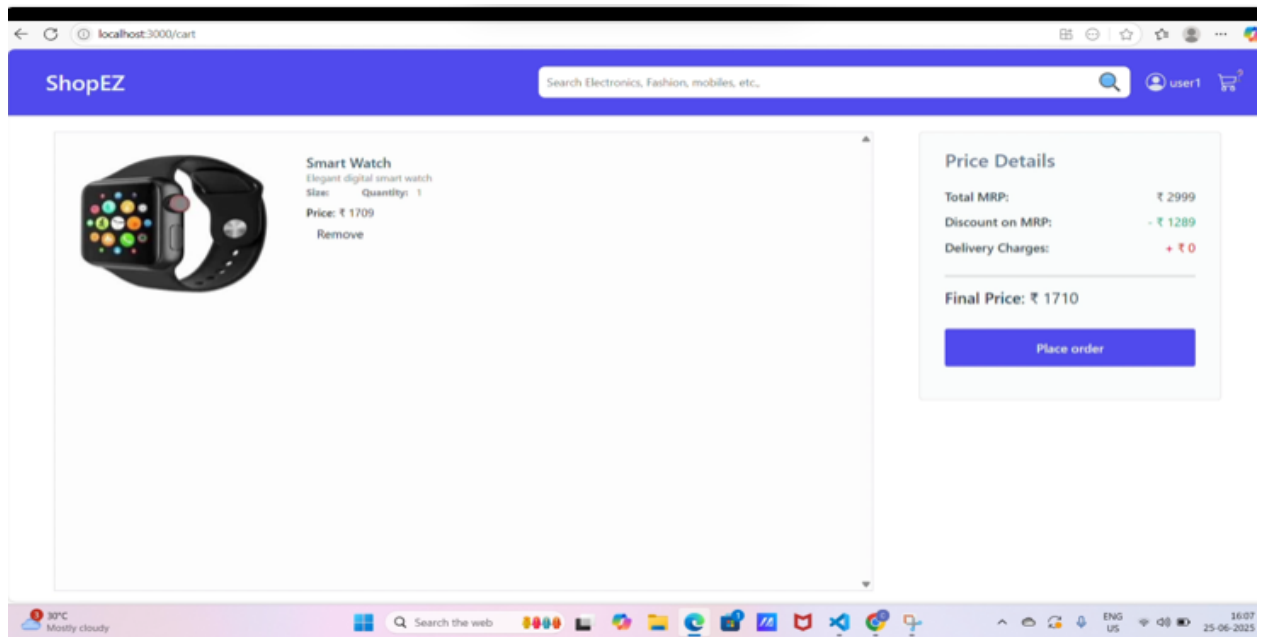 localhost:3000/cart
ShopEZ
Search Electronics, Fashion, mobiles, etc.,
user1
Smart Watch
Elegant digital smart watch
Size: Quantity: 1
Price: ₹ 1709
Remove
Price Details
Total MRP: ₹ 2999
Discount on MRP: - ₹ 1289
Delivery Charges: + ₹ 0
Final Price: ₹ 1710
Place order
30°C
Mostly cloudy
Search the web
ENG
US
16:07
25-06-2025